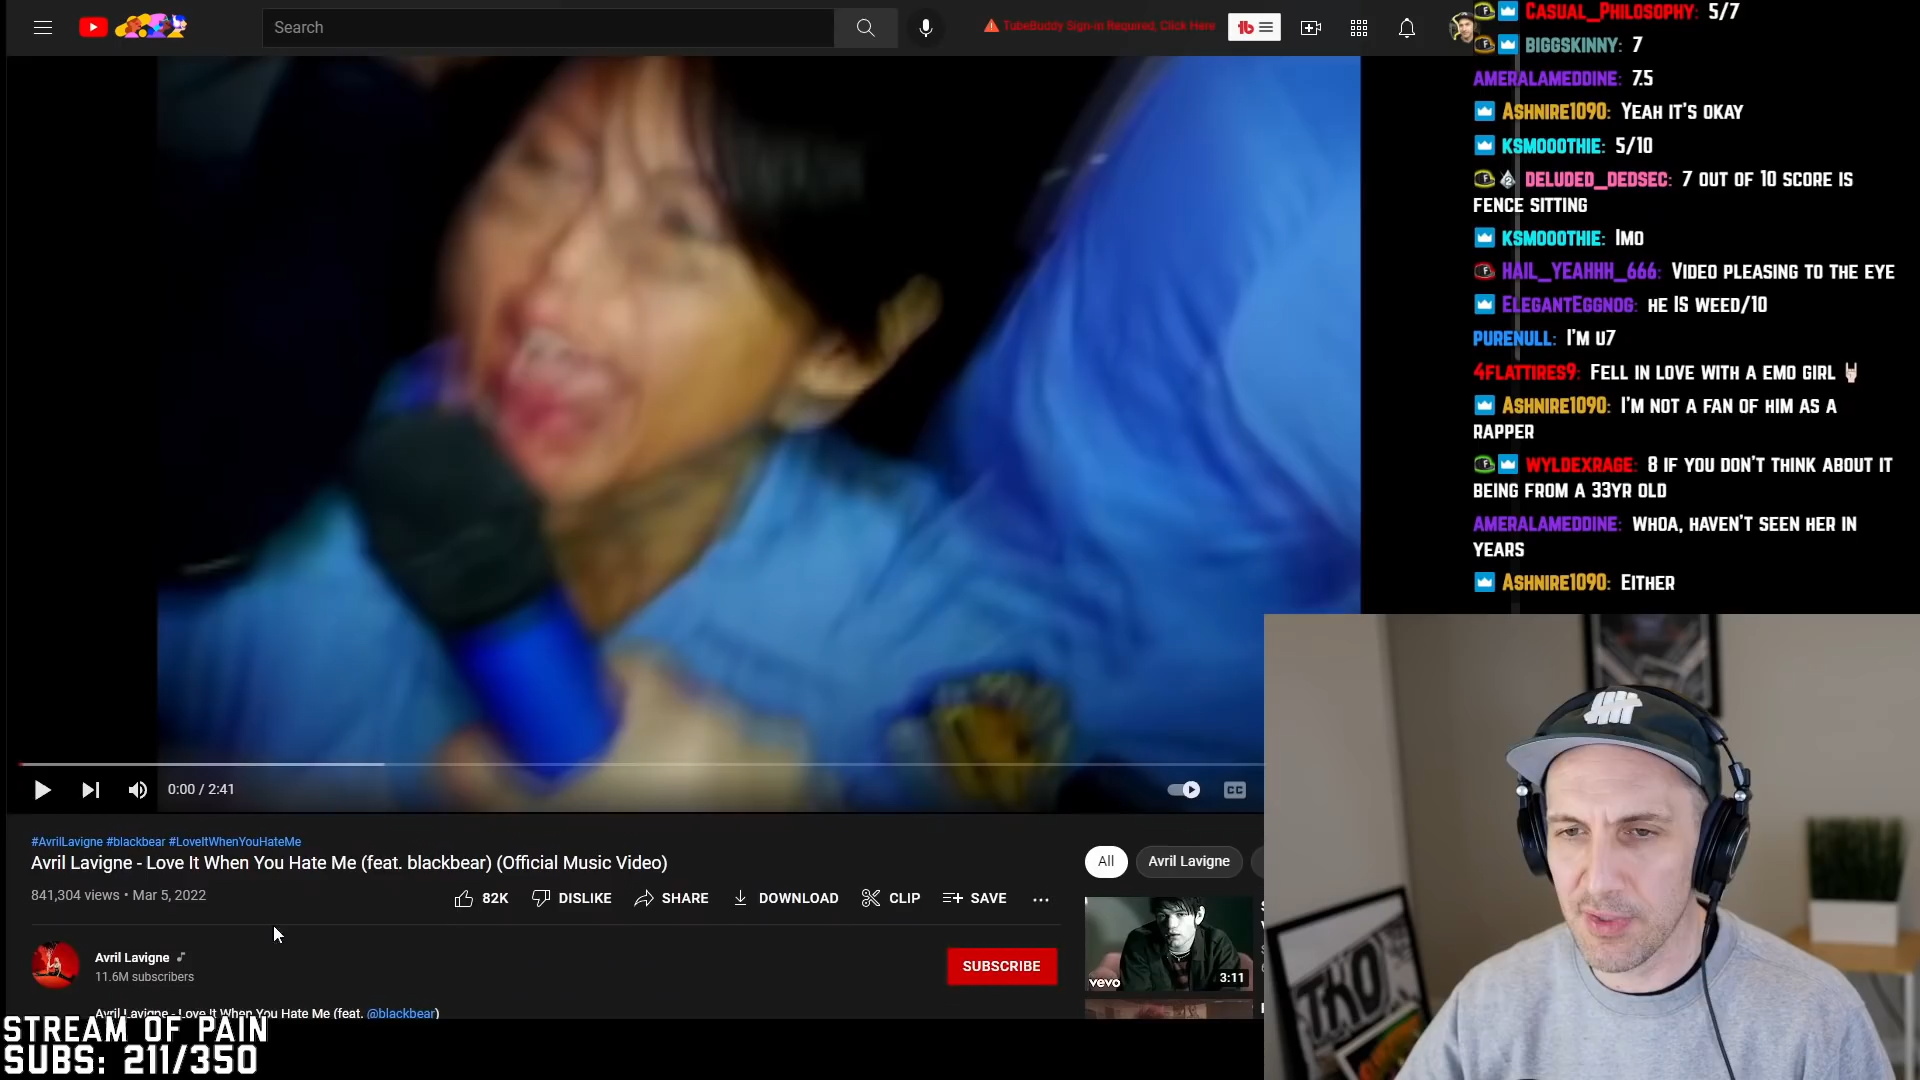 Search
TubeBuddy Sign-in Required, Click Here
CASUAL_PHILOSOPHY: 5/7
BIGGSKINNY: 7
AMERALAMEDDINE: 7.5
ASHNIRE1090: YEAH IT'S OKAY
KSMOOOTHIE: 5/10
DELUDED_DEDSEC: 7 OUT OF 10 SCORE IS
FENCE SITTING
KSMOOOTHIE: IMO
HAIL_YEAHHH_666: VIDEO PLEASING TO THE EYE
ELEGANTEGGNOG: HE IS WEED/10
PURENULL: I'M U7
4FLATTIRES9: FELL IN LOVE WITH A EMO GIRL 🤘🏻
ASHNIRE1090: I'M NOT A FAN OF HIM AS A
RAPPER
WYLDEXRAGE: 8 IF YOU DON'T THINK ABOUT IT
BEING FROM A 33YR OLD
AMERALAMEDDINE: WHOA, HAVEN'T SEEN HER IN
YEARS
ASHNIRE1090: EITHER
0:00 / 2:41
CC
#AvrilLavigne #blackbear #LoveItWhenYouHateMe
Avril Lavigne - Love It When You Hate Me (feat. blackbear) (Official Music Video)
841,304 views • Mar 5, 2022
82K
DISLIKE
SHARE
DOWNLOAD
CLIP
SAVE
All
Avril Lavigne
Avril Lavigne
11.6M subscribers
SUBSCRIBE
vevo
3:11
Avril Lavigne - Love It When You Hate Me (feat. @blackbear)
STREAM OF PAIN
SUBS: 211/350
TKO